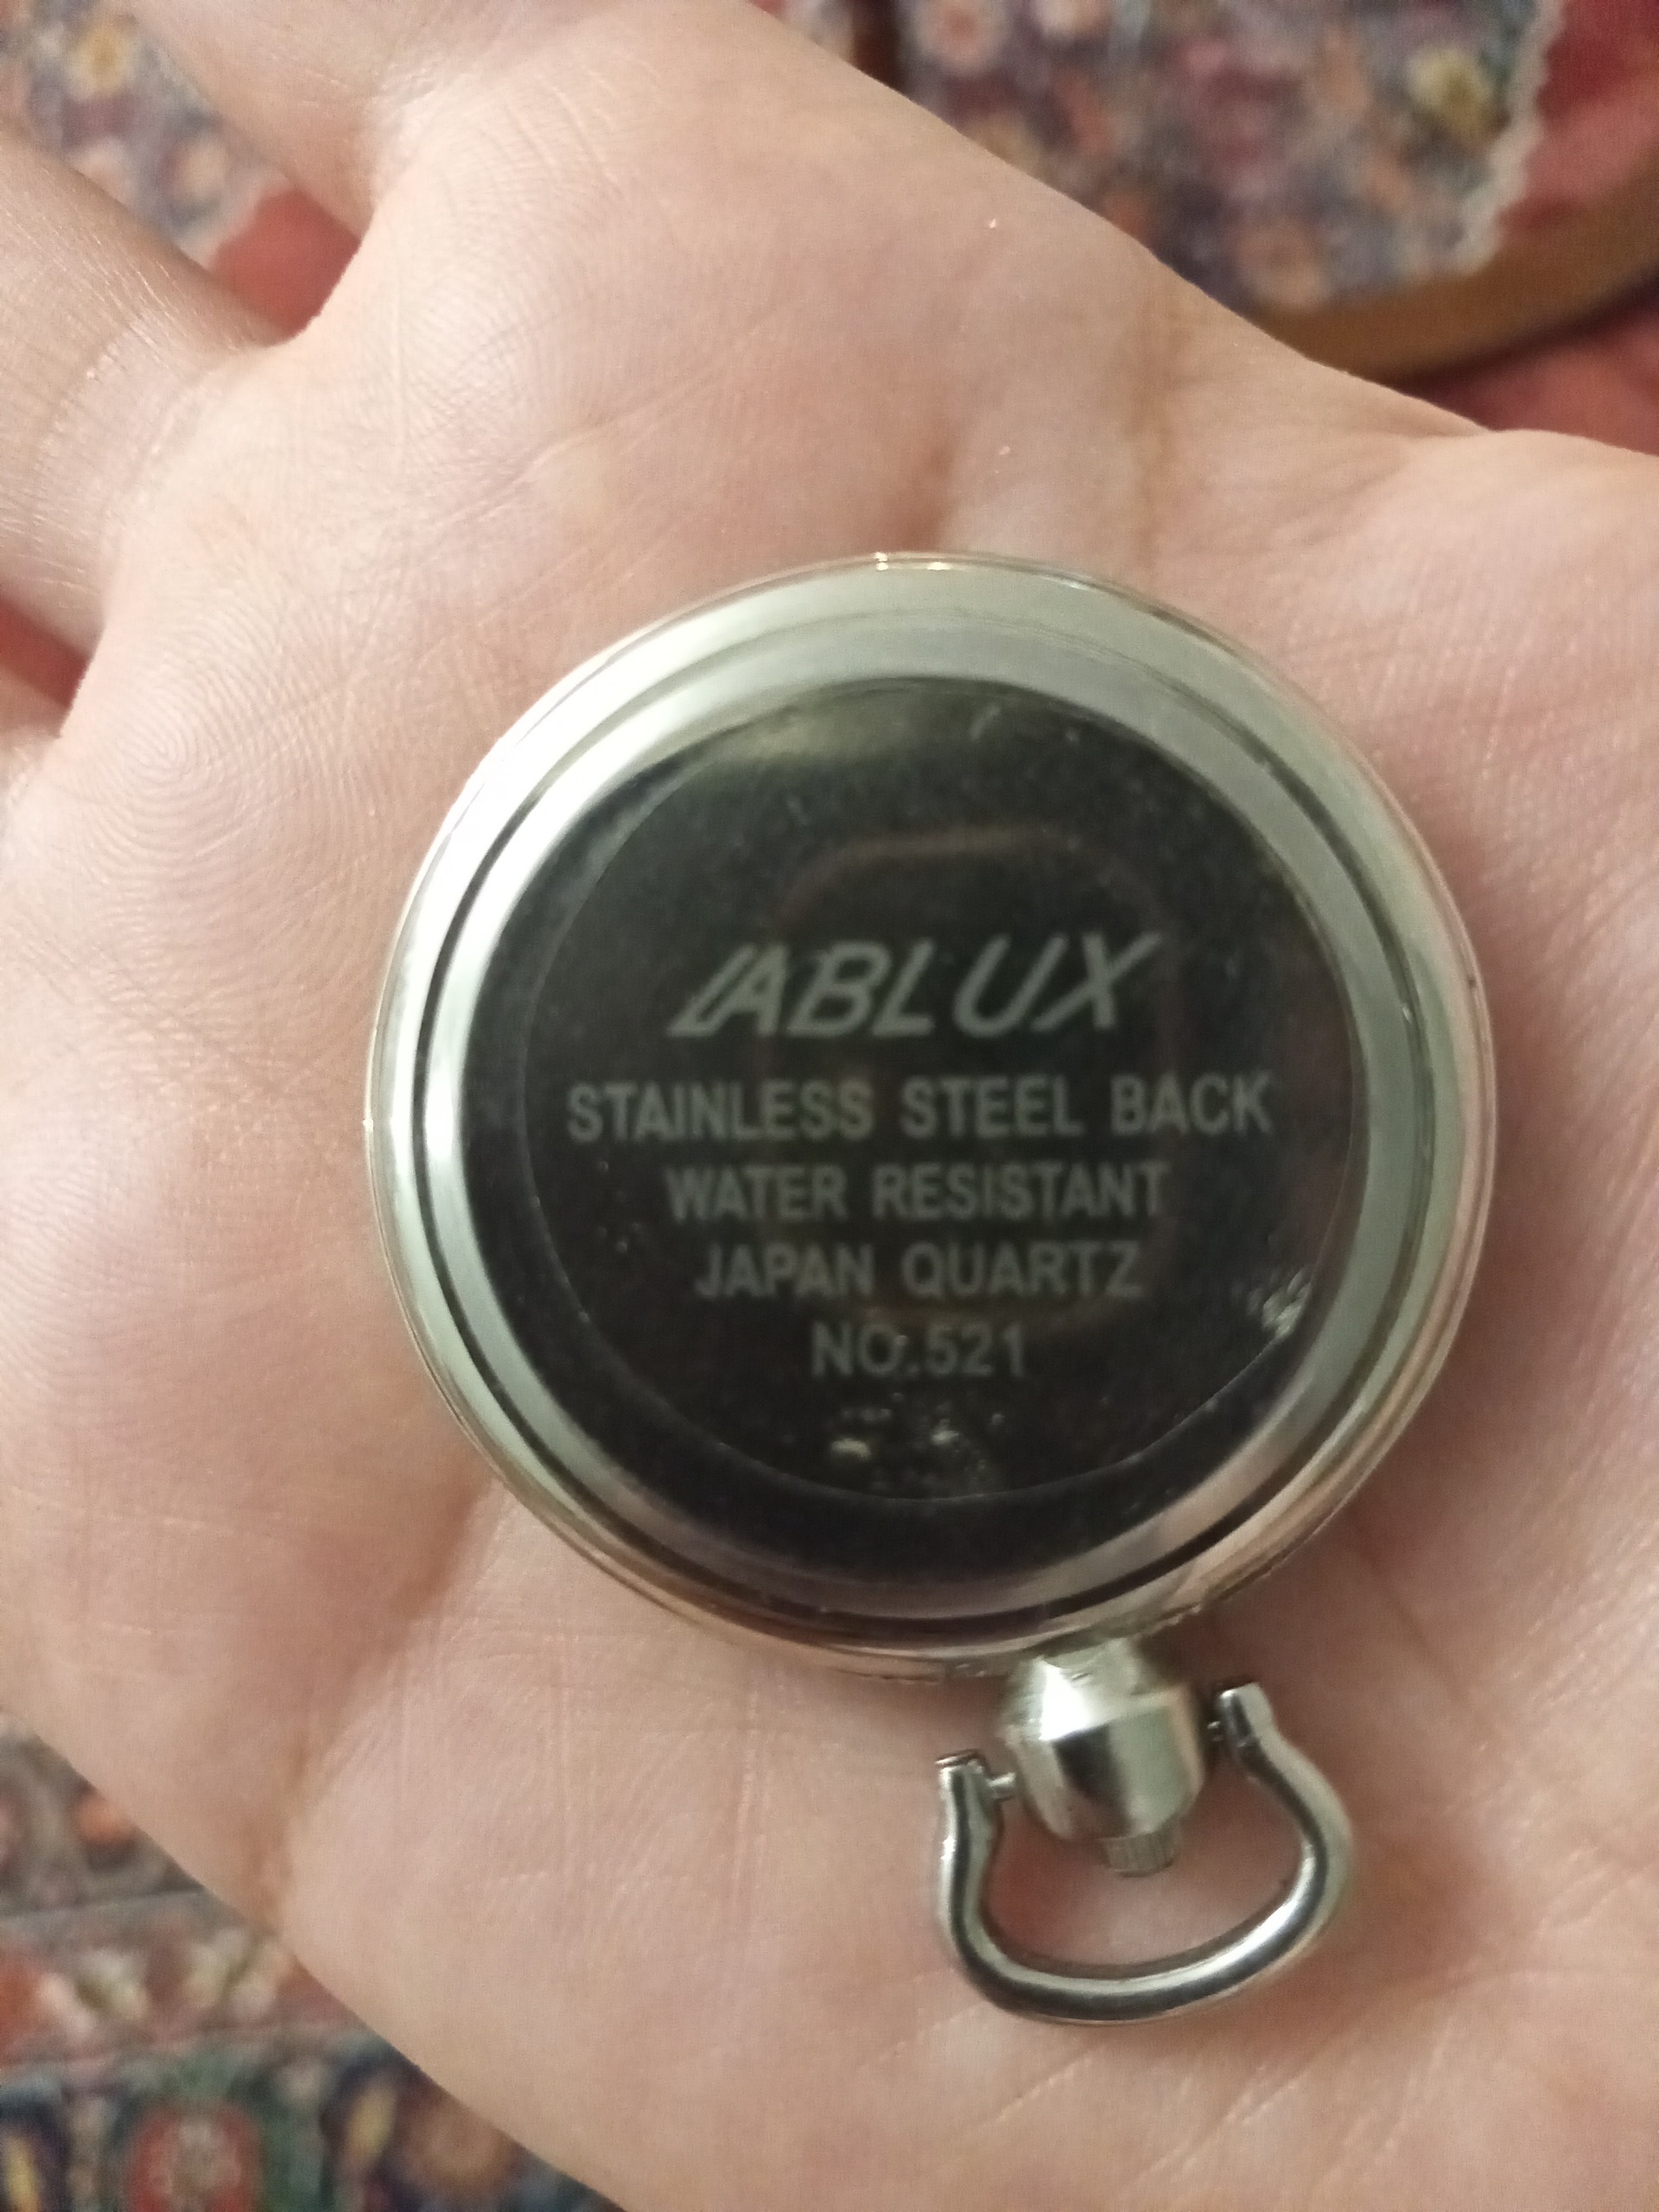 ABLUX
STAINLESS STEEL BACK
WATER RESISTANT
JAPAN QUARTZ
NO.521